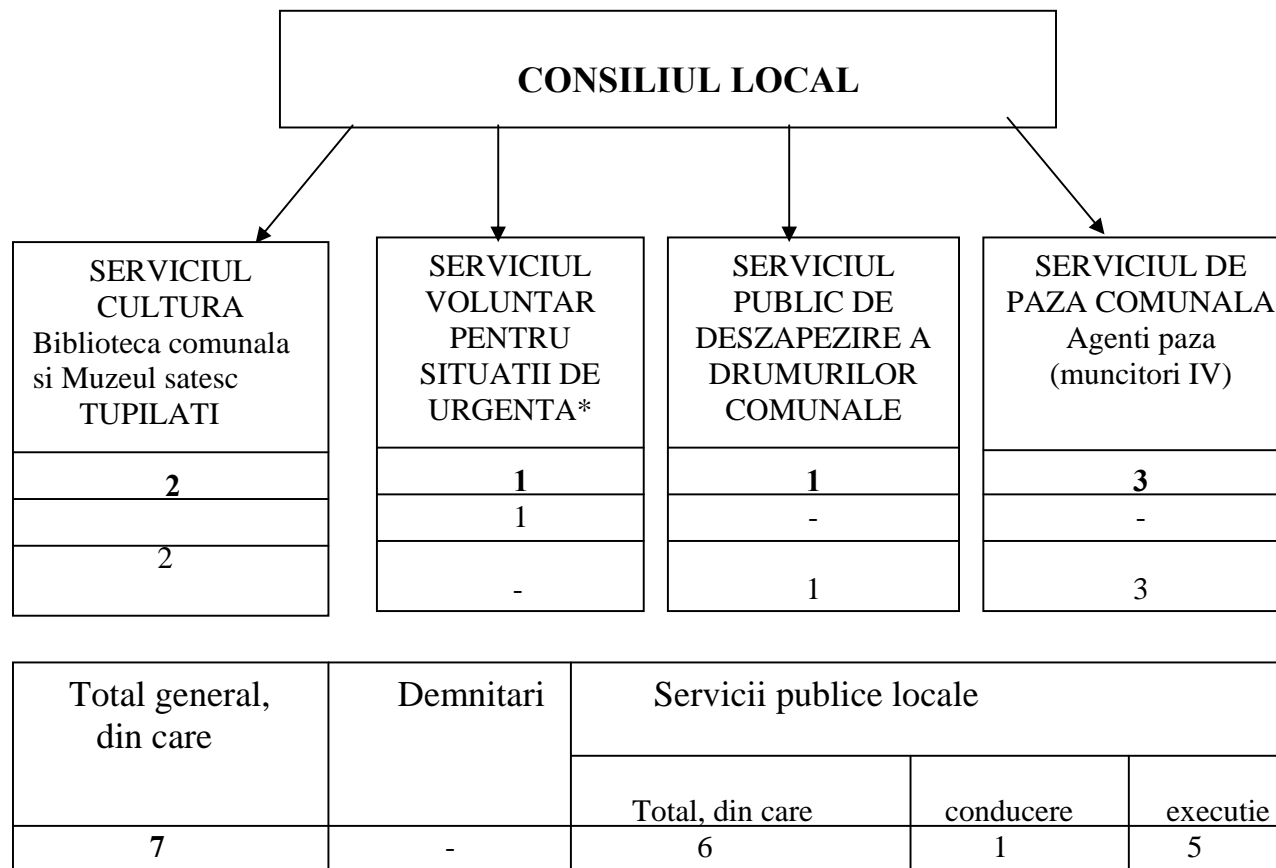 CONSILIUL LOCAL
SERVICIUL
CULTURA
Biblioteca comunala
si Muzeul satesc
TUPILATI
2
2
SERVICIUL
VOLUNTAR
PENTRU
SITUATII DE
URGENTA*
1
1
-
SERVICIUL
PUBLIC DE
DESZAPEZIRE A
DRUMURILOR
COMUNALE
1
-
1
SERVICIUL DE
PAZA COMUNALA
Agenti paza
(muncitori IV)
3
-
3
Total general,
din care
Demnitari
Servicii publice locale
Total, din care
conducere
executie
7
-
6
1
5